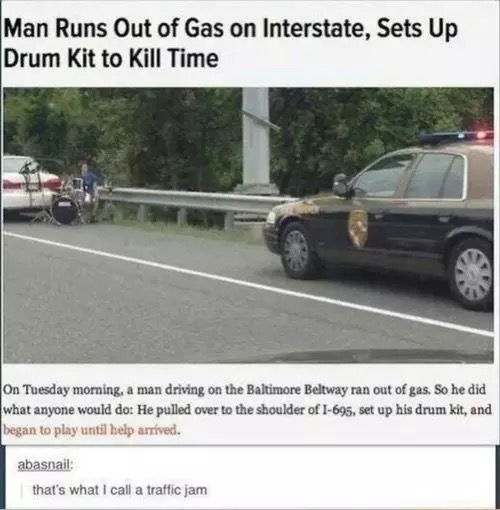 Man Runs Out of Gas on Interstate, Sets Up
Drum Kit to Kill Time
On Tuesday morning, a man driving on the Baltimore Beltway ran out of gas. So he did
what anyone would do: He pulled over to the shoulder of I-695, set up his drum kit, and
began to play until help arrived.
abasnail:
that's what I call a traffic jam